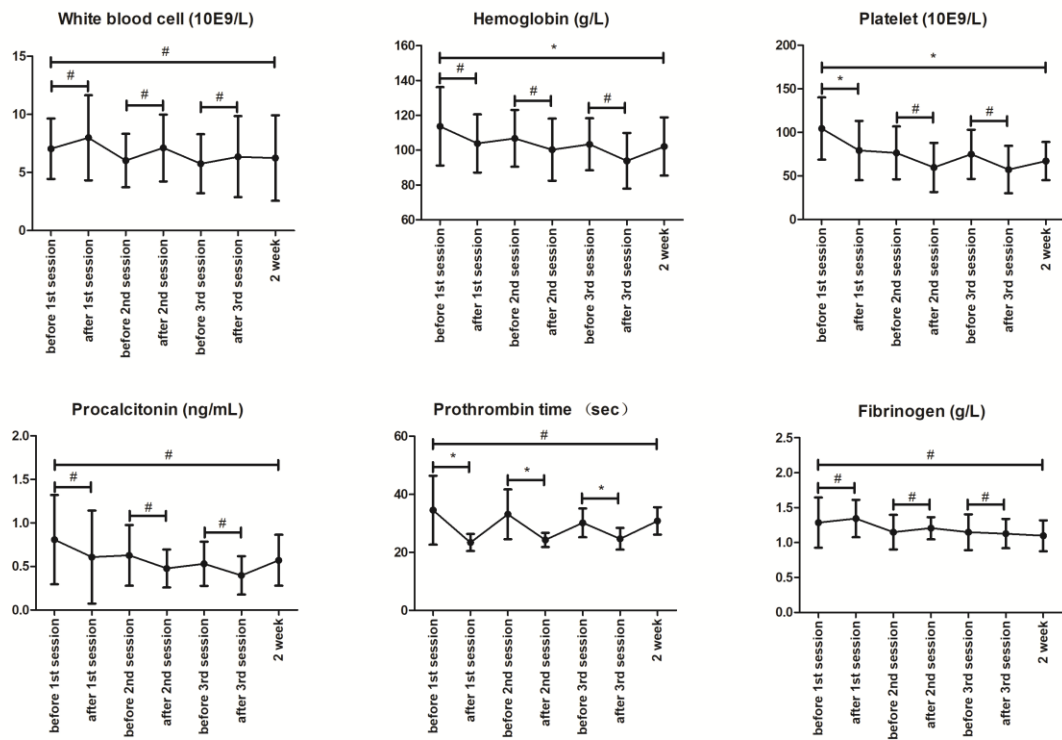 White blood cell (10E9/L)
15
10
5
0
#
#
#
#
before 1st session
after 1st session
before 2nd session
after 2nd session
before 3rd session
after 3rd session
2 week
Hemoglobin (g/L)
160
140
120
100
80
60
*
#
#
#
before 1st session
after 1st session
before 2nd session
after 2nd session
before 3rd session
after 3rd session
2 week
Platelet (10E9/L)
200
150
100
50
0
*
*
#
#
before 1st session
after 1st session
before 2nd session
after 2nd session
before 3rd session
after 3rd session
2 week
Procalcitonin (ng/mL)
2.0
1.5
1.0
0.5
0.0
#
#
#
#
before 1st session
after 1st session
before 2nd session
after 2nd session
before 3rd session
after 3rd session
2 week
Prothrombin time （sec）
60
40
20
0
#
*
*
*
before 1st session
after 1st session
before 2nd session
after 2nd session
before 3rd session
after 3rd session
2 week
Fibrinogen (g/L)
2.5
2.0
1.5
1.0
0.5
0.0
#
#
#
#
before 1st session
after 1st session
before 2nd session
after 2nd session
before 3rd session
after 3rd session
2 week